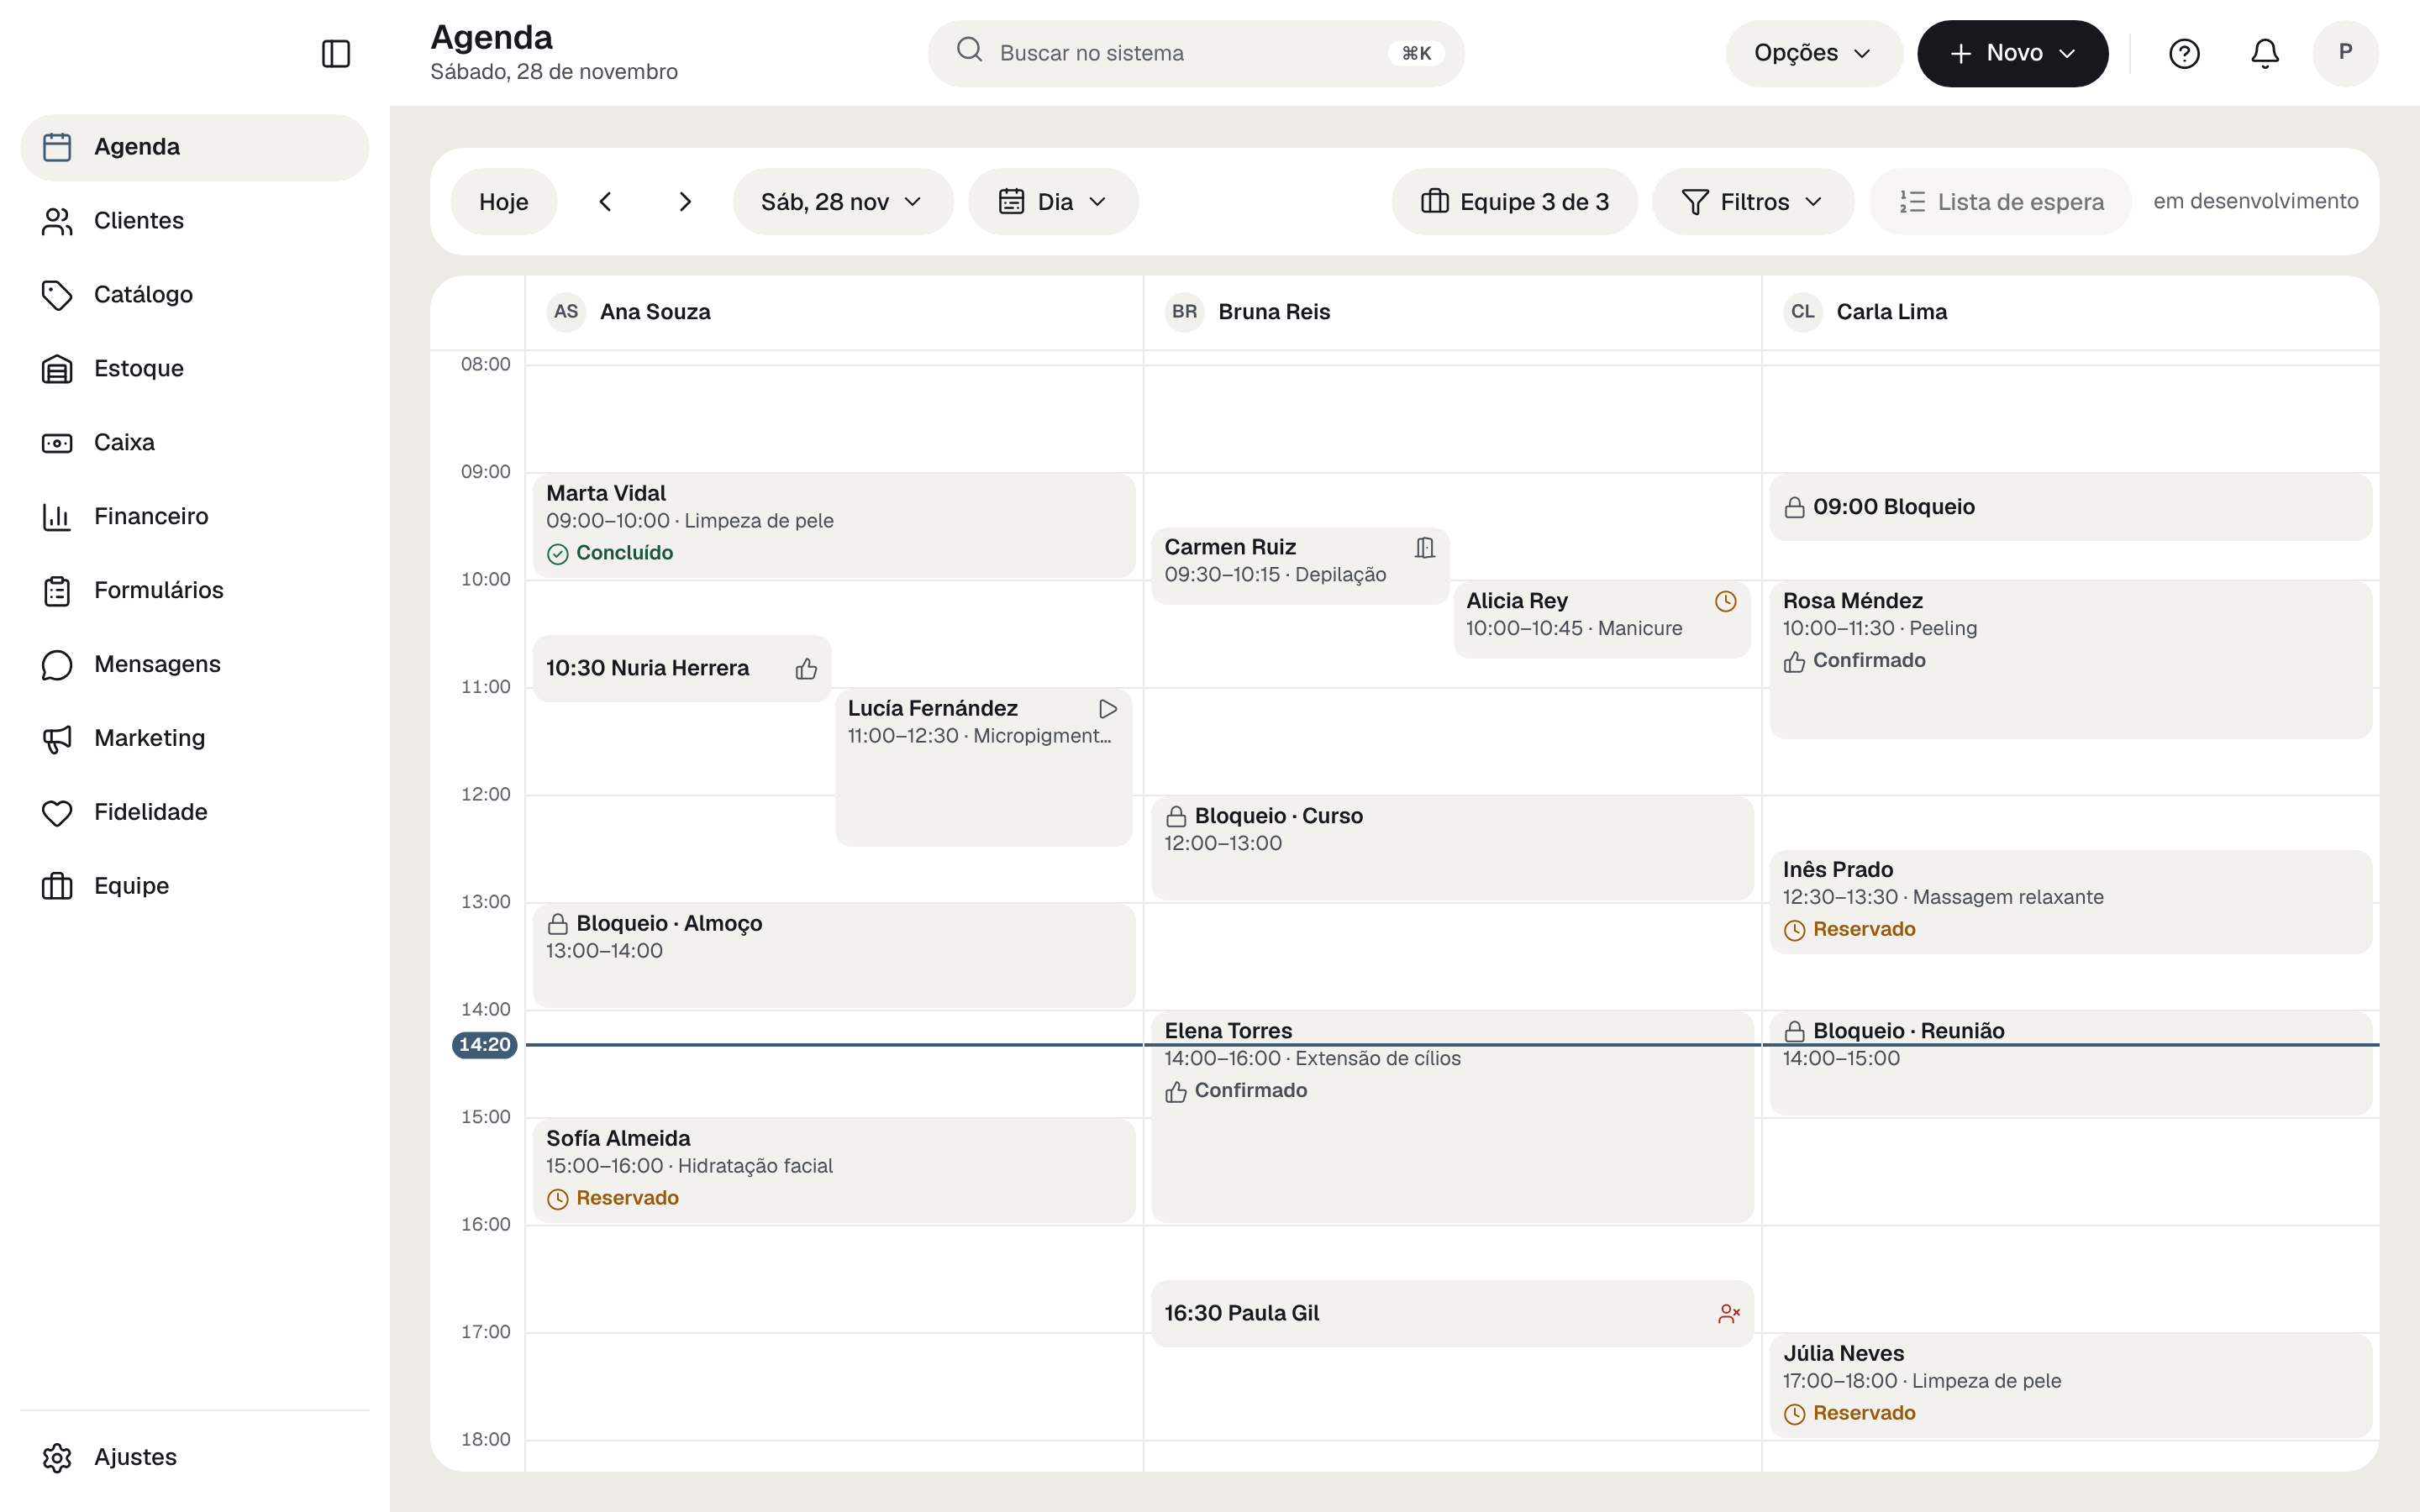 Agenda
Sábado, 28 de novembro
Buscar no sistema
⌘K
Opções
Novo
P
Agenda
Clientes
Catálogo
Estoque
Caixa
Financeiro
Formulários
Mensagens
Marketing
Fidelidade
Equipe
Ajustes
Hoje
Sáb, 28 nov
Dia
Equipe 3 de 3
Filtros
Lista de espera
em desenvolvimento
AS Ana Souza
BR Bruna Reis
CL Carla Lima
08:00
09:00
10:00
11:00
12:00
13:00
14:00
14:20
15:00
16:00
17:00
18:00
Marta Vidal
09:00–10:00 · Limpeza de pele
Concluído
10:30 Nuria Herrera
Lucía Fernández
11:00–12:30 · Micropigment…
Bloqueio · Almoço
13:00–14:00
Sofía Almeida
15:00–16:00 · Hidratação facial
Reservado
Carmen Ruiz
09:30–10:15 · Depilação
Alicia Rey
10:00–10:45 · Manicure
Bloqueio · Curso
12:00–13:00
Elena Torres
14:00–16:00 · Extensão de cílios
Confirmado
16:30 Paula Gil
09:00 Bloqueio
Rosa Méndez
10:00–11:30 · Peeling
Confirmado
Inês Prado
12:30–13:30 · Massagem relaxante
Reservado
Bloqueio · Reunião
14:00–15:00
Júlia Neves
17:00–18:00 · Limpeza de pele
Reservado